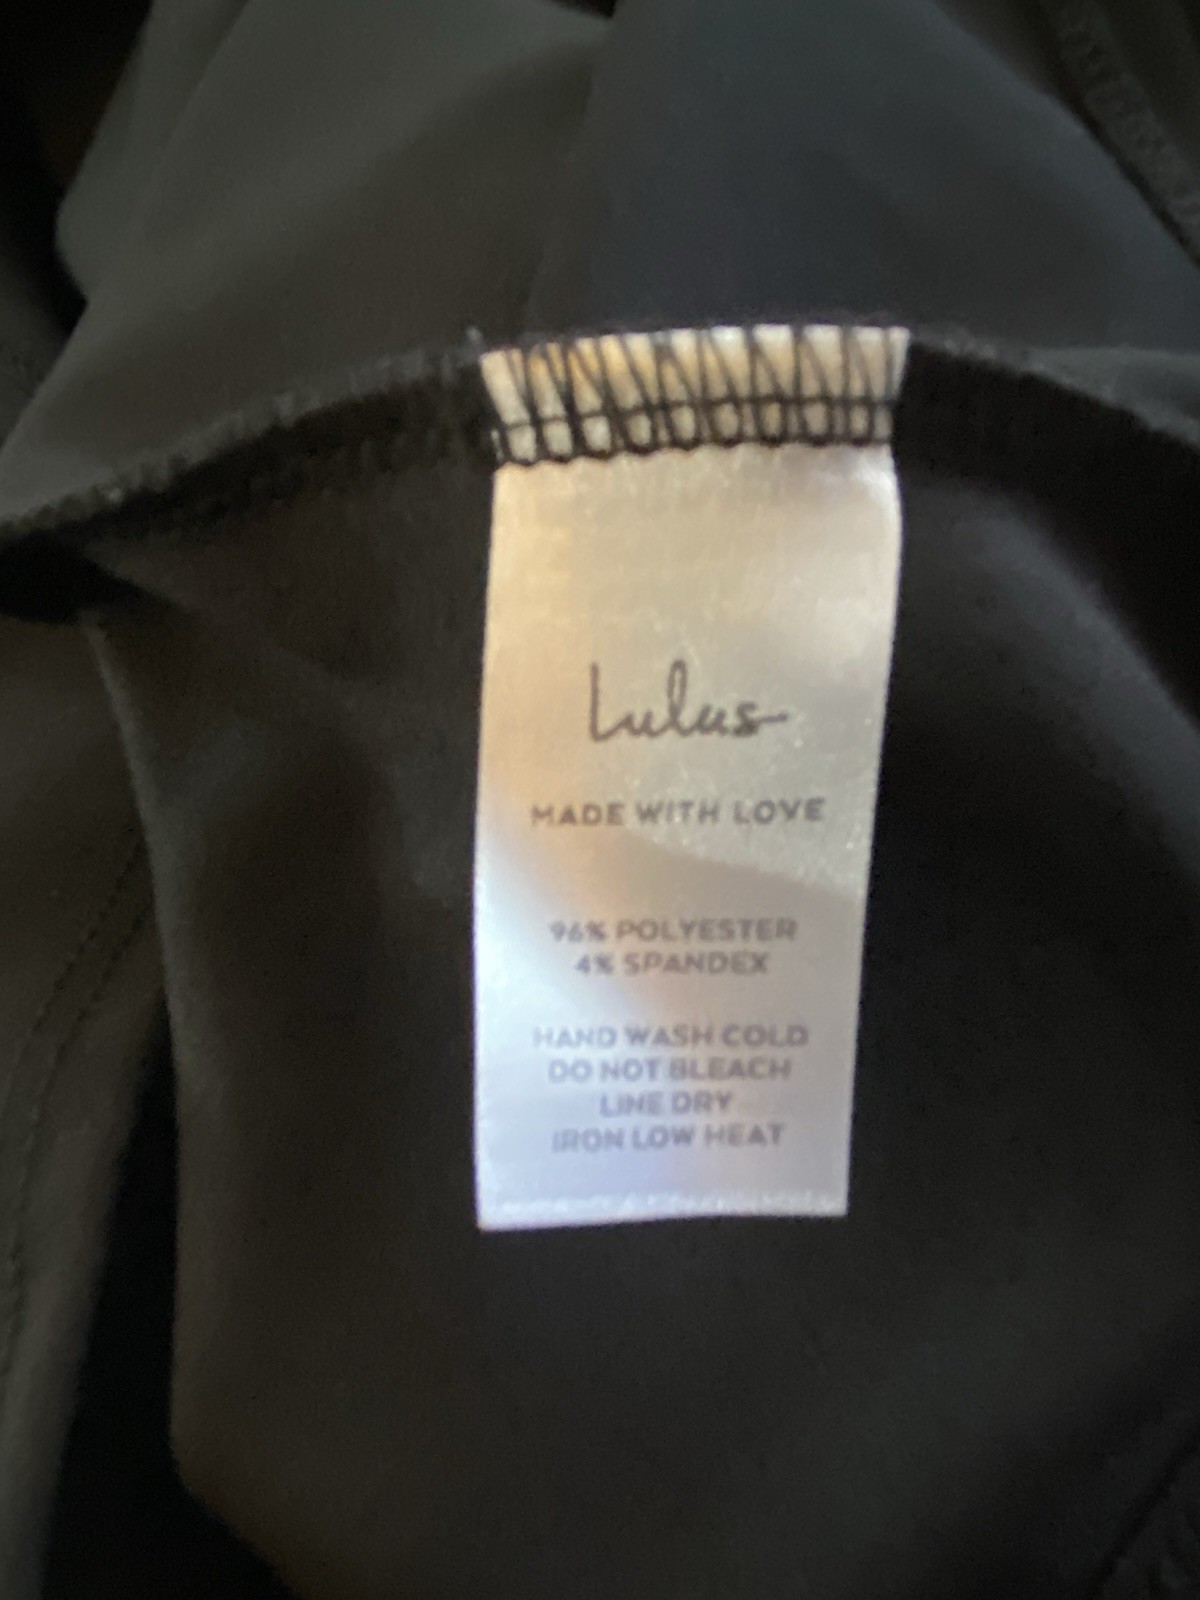 Lulus
MADE WITH LOVE
96% POLYESTER
4% SPANDEX
HAND WASH COLD
DO NOT BLEACH
LINE DRY
IRON LOW HEAT